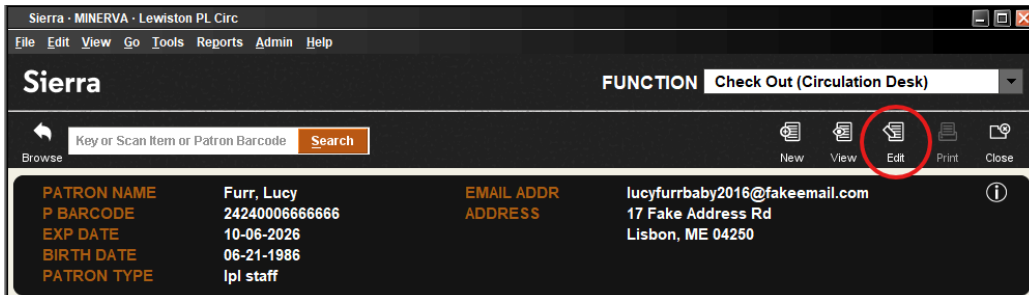 Sierra · MINERVA · Lewiston PL Circ
File Edit View Go Tools Reports Admin Help
Sierra FUNCTION Check Out (Circulation Desk)
Browse Key or Scan Item or Patron Barcode Search New View Edit Print Close
PATRON NAME Furr, Lucy EMAIL ADDR lucyfurrbaby2016@fakeemail.com
P BARCODE 24240006666666 ADDRESS 17 Fake Address Rd
EXP DATE 10-06-2026 Lisbon, ME 04250
BIRTH DATE 06-21-1986
PATRON TYPE lpl staff